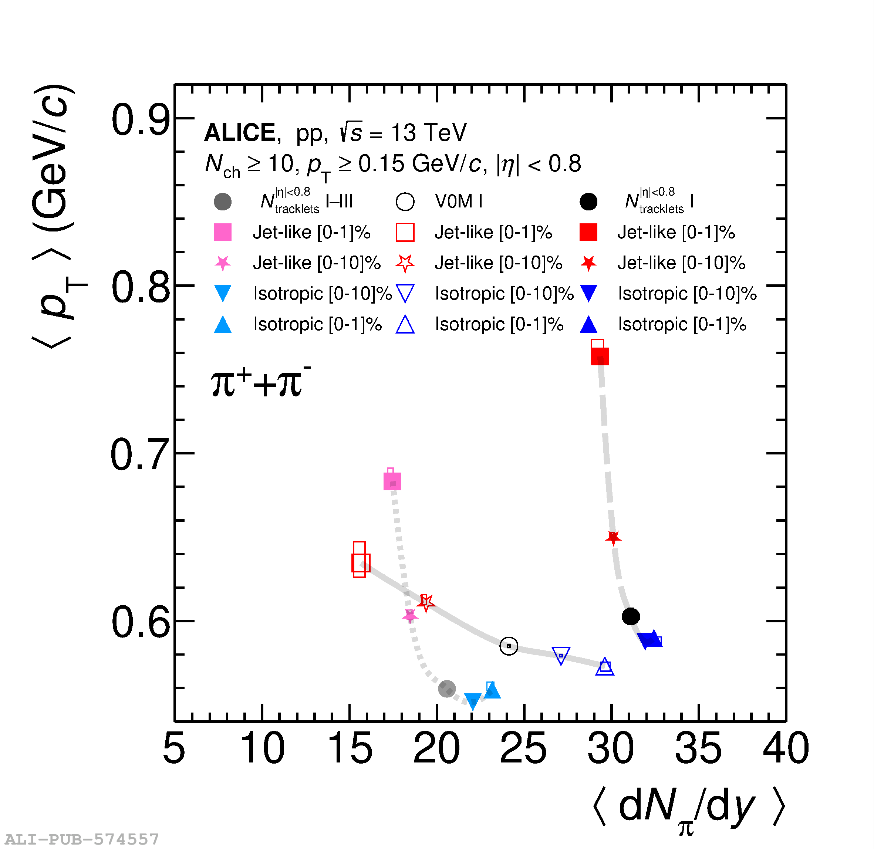 ⟨ p_T ⟩ (GeV/c)
0.9
0.8
0.7
0.6
ALICE, pp, √s = 13 TeV
N_ch ≥ 10, p_T ≥ 0.15 GeV/c, |η| < 0.8
N_tracklets^|η|<0.8 I–III V0M I N_tracklets^|η|<0.8 I
Jet-like [0-1]% Jet-like [0-1]% Jet-like [0-1]%
Jet-like [0-10]% Jet-like [0-10]% Jet-like [0-10]%
Isotropic [0-10]% Isotropic [0-10]% Isotropic [0-10]%
Isotropic [0-1]% Isotropic [0-1]% Isotropic [0-1]%
π⁺+π⁻
5 10 15 20 25 30 35 40
⟨ dN_π/dy ⟩
ALI-PUB-574557